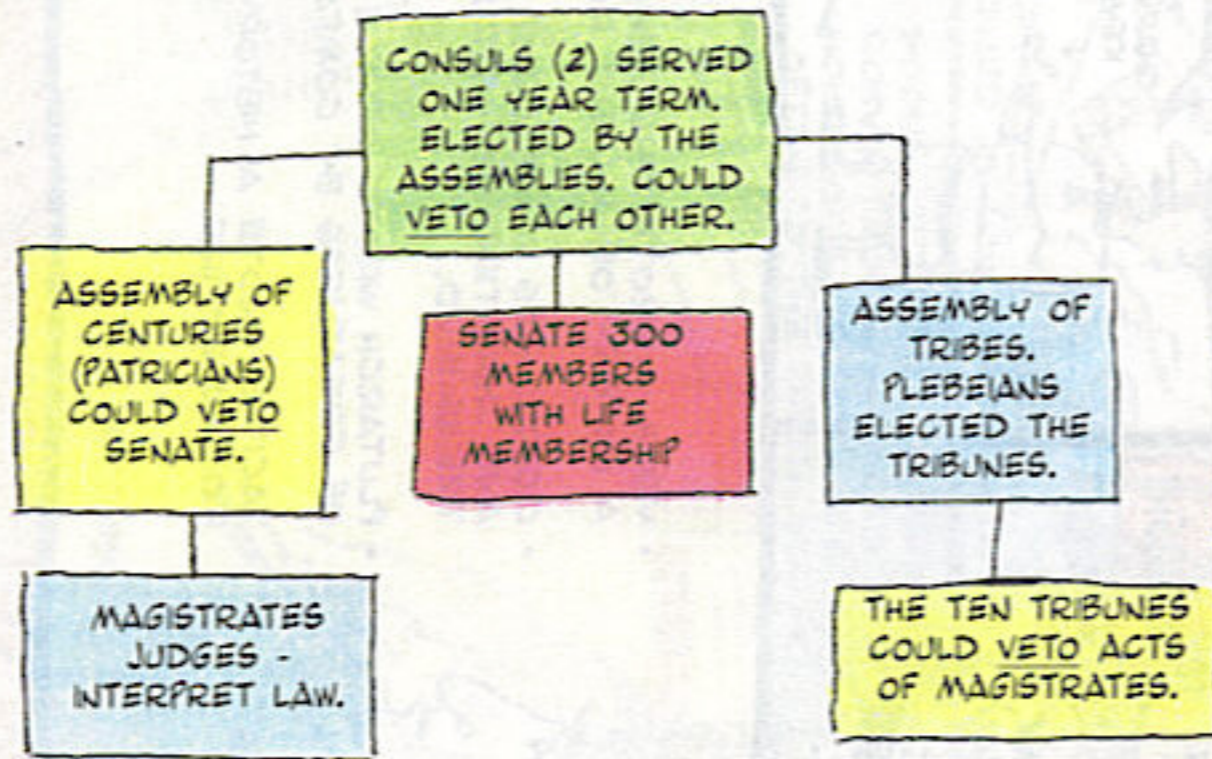 CONSULS (2) SERVED
ONE YEAR TERM.
ELECTED BY THE
ASSEMBLIES. COULD
VETO EACH OTHER.
ASSEMBLY OF
CENTURIES
(PATRICIANS)
COULD VETO
SENATE.
SENATE 300
MEMBERS
WITH LIFE
MEMBERSHIP
ASSEMBLY OF
TRIBES.
PLEBEIANS
ELECTED THE
TRIBUNES.
MAGISTRATES
JUDGES -
INTERPRET LAW.
THE TEN TRIBUNES
COULD VETO ACTS
OF MAGISTRATES.